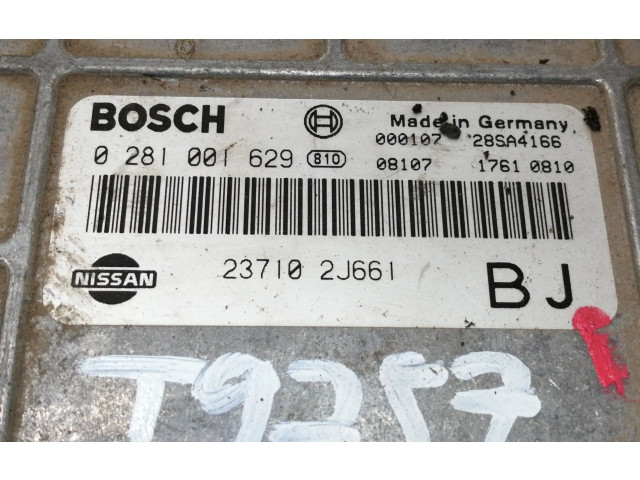 BOSCH Made in Germany
000107 28SA4166
0 281 001 629 810 08107 1761 0810
NISSAN 23710 2J661 BJ
T9257